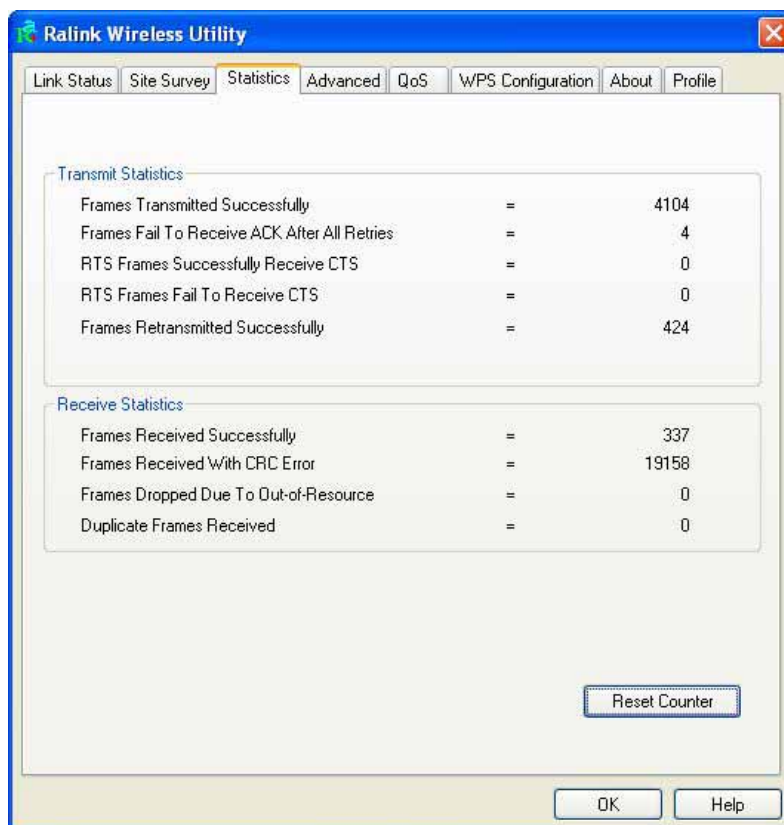 Ralink Wireless Utility
Link Status Site Survey Statistics Advanced QoS WPS Configuration About Profile
Transmit Statistics
Frames Transmitted Successfully = 4104
Frames Fail To Receive ACK After All Retries = 4
RTS Frames Successfully Receive CTS = 0
RTS Frames Fail To Receive CTS = 0
Frames Retransmitted Successfully = 424
Receive Statistics
Frames Received Successfully = 337
Frames Received With CRC Error = 19158
Frames Dropped Due To Out-of-Resource = 0
Duplicate Frames Received = 0
Reset Counter
OK Help